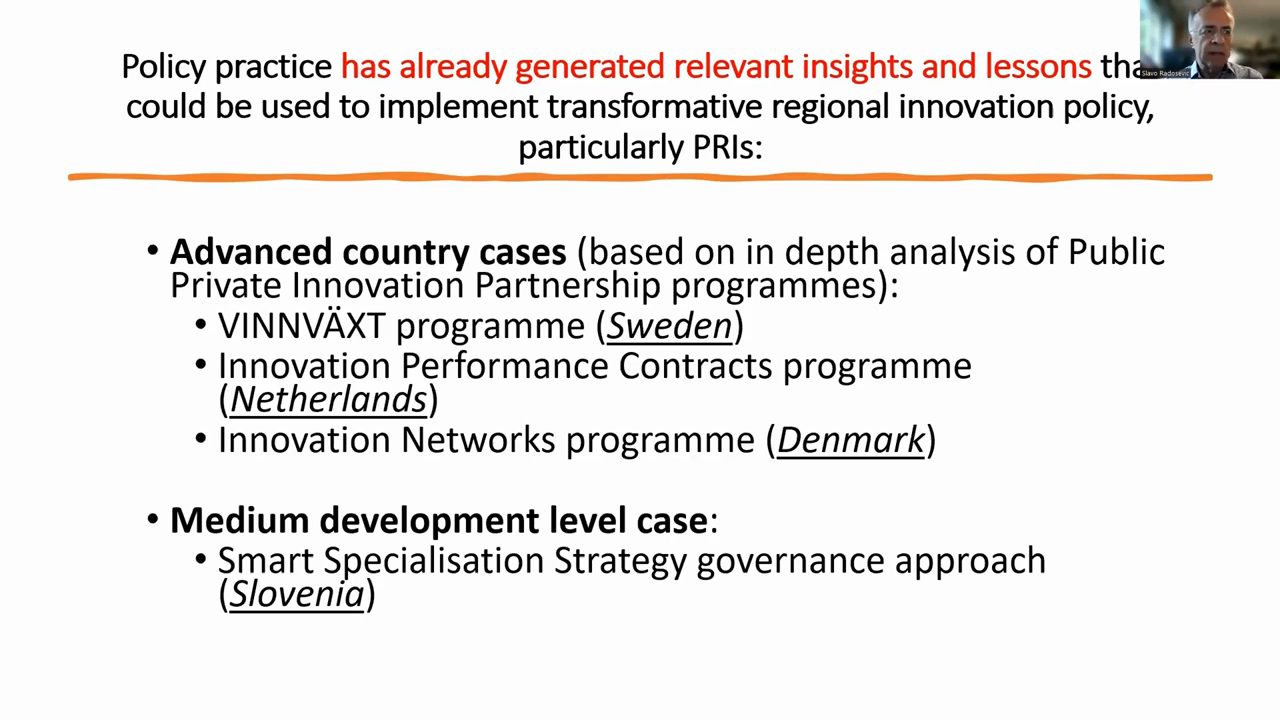 Policy practice has already generated relevant insights and lessons
could be used to implement transformative regional innovation policy,
particularly PRIs:
Slavo Radosevic
• Advanced country cases (based on in depth analysis of Public
Private Innovation Partnership programmes):
• VINNVÄXT programme (Sweden)
• Innovation Performance Contracts programme
(Netherlands)
• Innovation Networks programme (Denmark)
• Medium development level case:
• Smart Specialisation Strategy governance approach
(Slovenia)